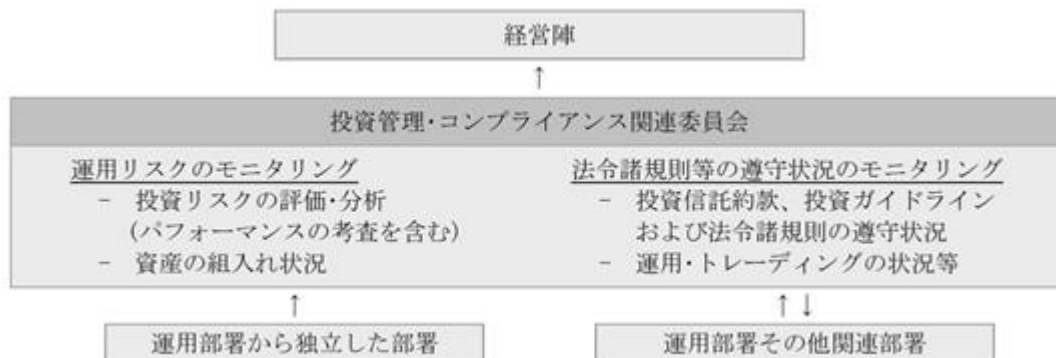 経営陣
↑
投資管理・コンプライアンス関連委員会
運用リスクのモニタリング
－ 投資リスクの評価・分析
(パフォーマンスの考査を含む)
－ 資産の組入れ状況
法令諸規則等の遵守状況のモニタリング
－ 投資信託約款、投資ガイドライン
および法令諸規則の遵守状況
－ 運用・トレーディングの状況等
↑
↑↓
運用部署から独立した部署
運用部署その他関連部署